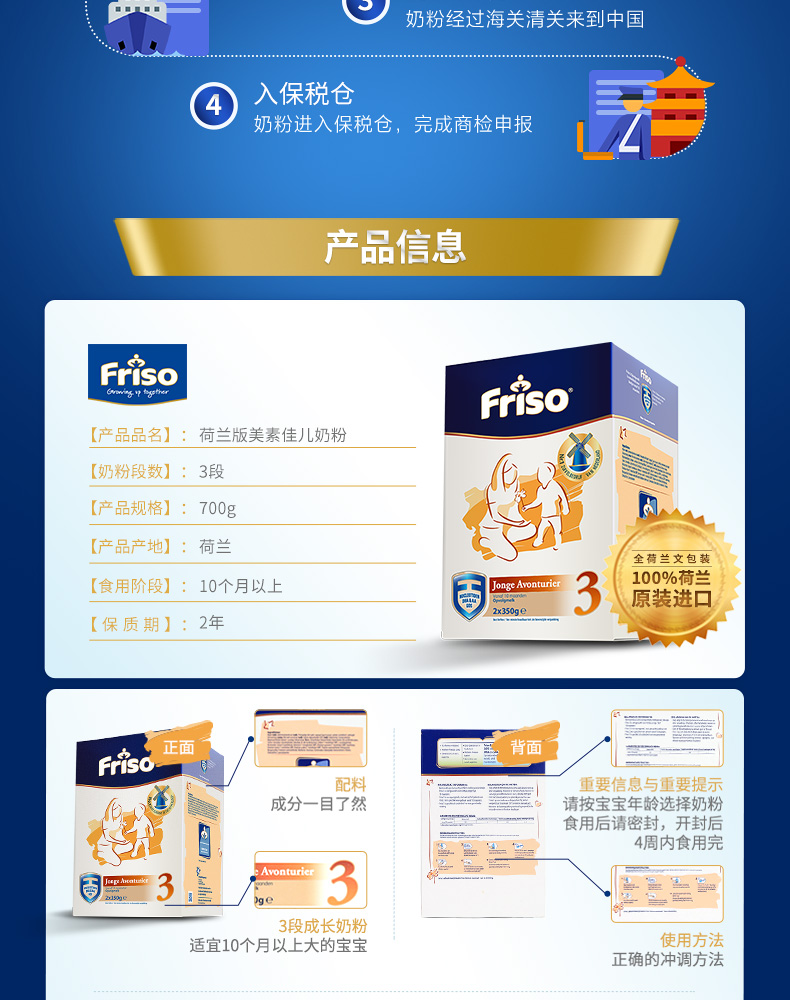 3
奶粉经过海关清关来到中国
4
入保税仓
奶粉进入保税仓，完成商检申报
产品信息
Friso
Growing up together
【产品品名】： 荷兰版美素佳儿奶粉
【奶粉段数】： 3段
【产品规格】： 700g
【产品产地】： 荷兰
【食用阶段】： 10个月以上
【保质期】： 2年
Friso
Friso
Jonge Avonturier
3
2x350g e
全荷兰文包装
100%荷兰
原装进口
正面
Friso
Jonge Avonturier
3
2x350g e
配料
成分一目了然
e Avonturier
3
0g e
3段成长奶粉
适宜10个月以上大的宝宝
背面
重要信息与重要提示
请按宝宝年龄选择奶粉
食用后请密封，开封后
4周内食用完
使用方法
正确的冲调方法